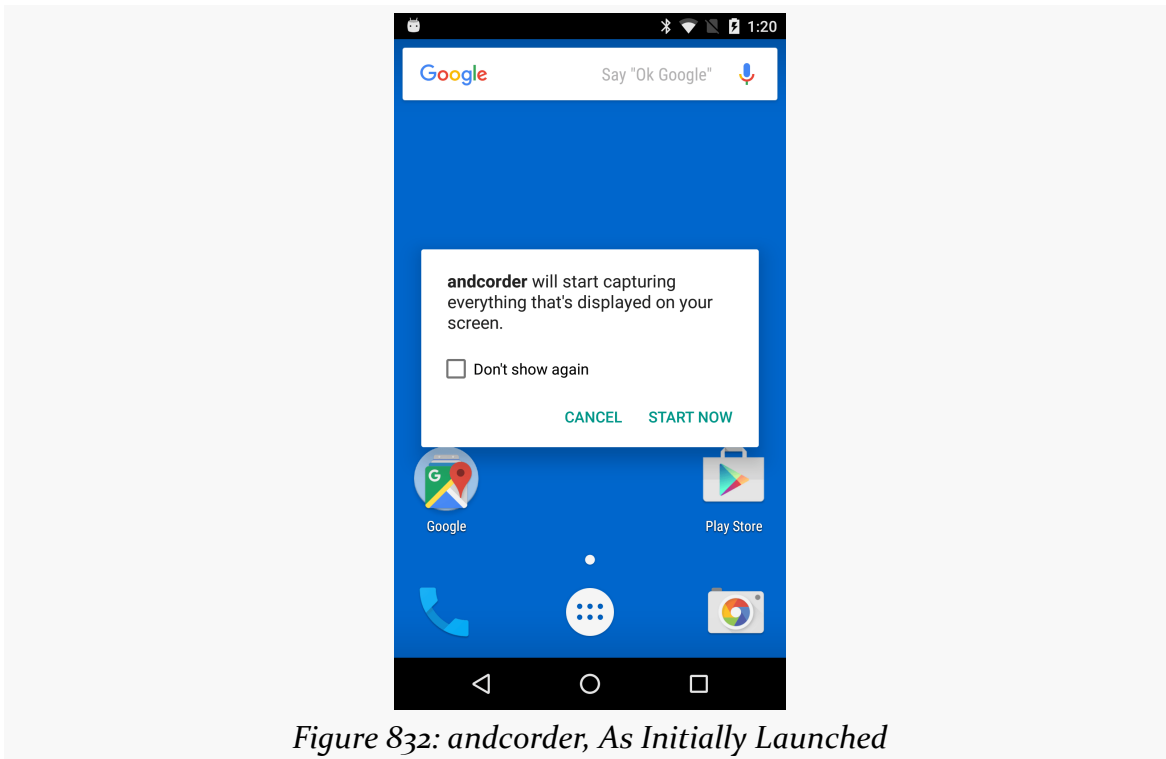 1:20
Google
Say "Ok Google"
andcorder will start capturing
everything that's displayed on your
screen.
Don't show again
CANCEL START NOW
G
Google
Play Store
Figure 832: andcorder, As Initially Launched